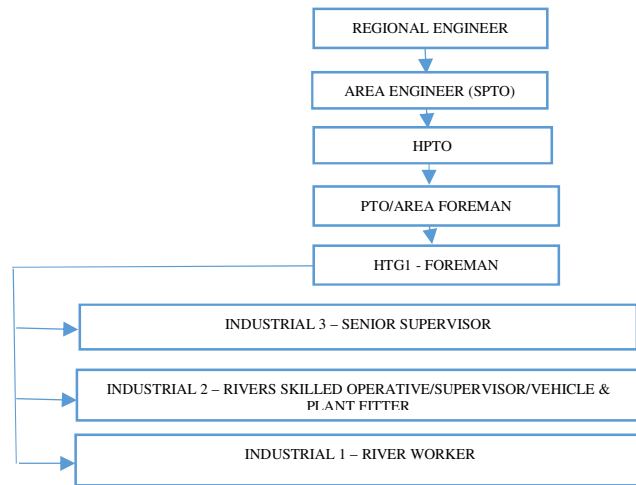 REGIONAL ENGINEER
AREA ENGINEER (SPTO)
HPTO
PTO/AREA FOREMAN
HTG1 - FOREMAN
INDUSTRIAL 3 – SENIOR SUPERVISOR
INDUSTRIAL 2 – RIVERS SKILLED OPERATIVE/SUPERVISOR/VEHICLE &
PLANT FITTER
INDUSTRIAL 1 – RIVER WORKER